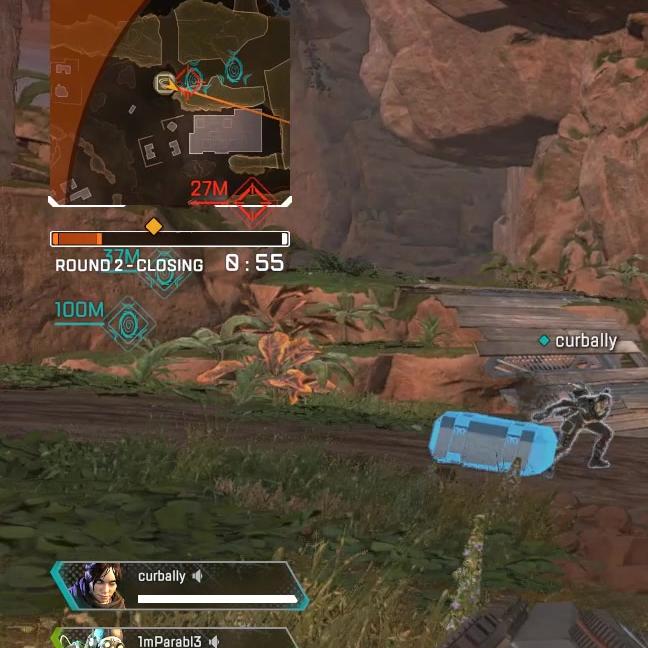 27M
37M
ROUND 2 - CLOSING 0:55
100M
curbally
curbally
1mParabl3